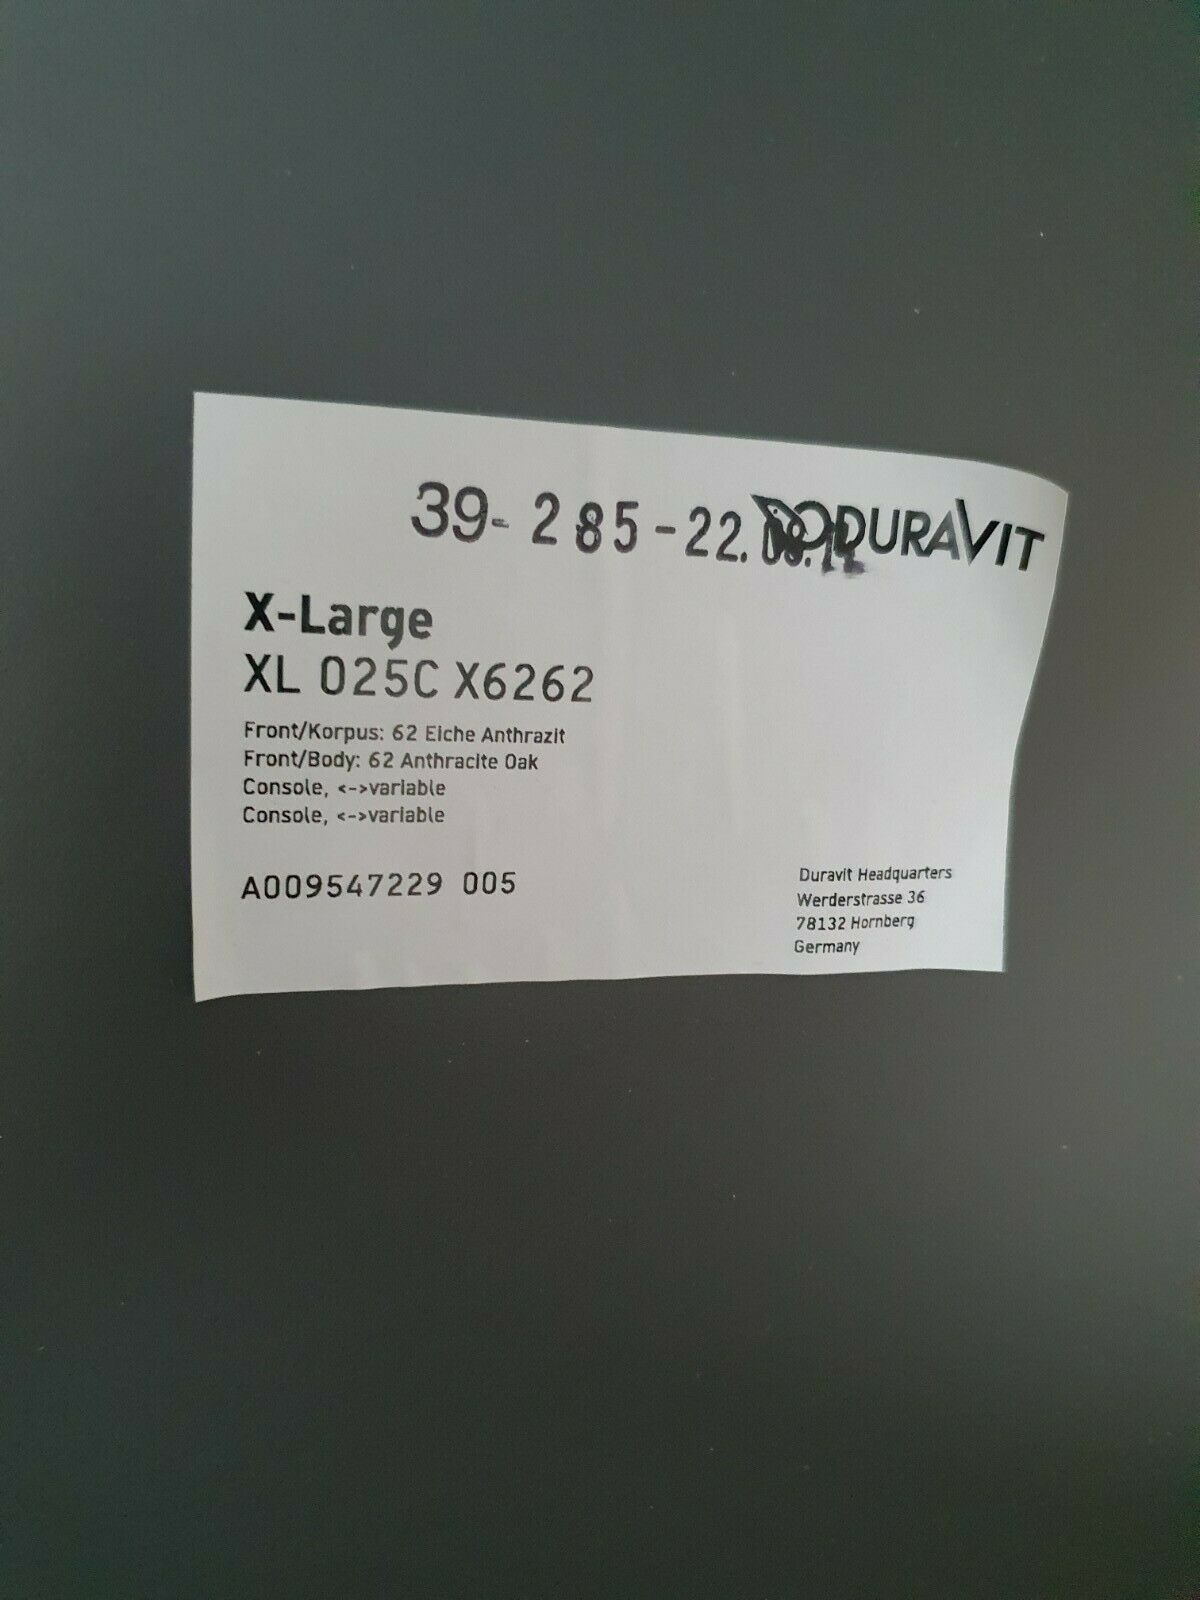 39-285-22. DURAVIT
X-Large
XL 025C X6262
Front/Korpus: 62 Eiche Anthrazit
Front/Body: 62 Anthracite Oak
Console, <->variable
Console, <->variable
A009547229 005
Duravit Headquarters
Werderstrasse 36
78132 Hornberg
Germany